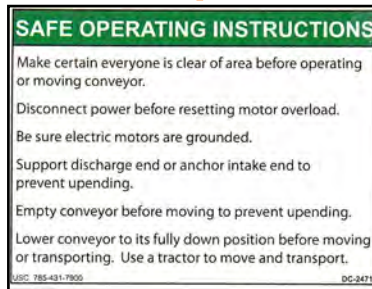 SAFE OPERATING INSTRUCTIONS
Make certain everyone is clear of area before operating
or moving conveyor.
Disconnect power before resetting motor overload.
Be sure electric motors are grounded.
Support discharge end or anchor intake end to
prevent upending.
Empty conveyor before moving to prevent upending.
Lower conveyor to its fully down position before moving
or transporting. Use a tractor to move and transport.
USC 785-431-7900
DC-2471